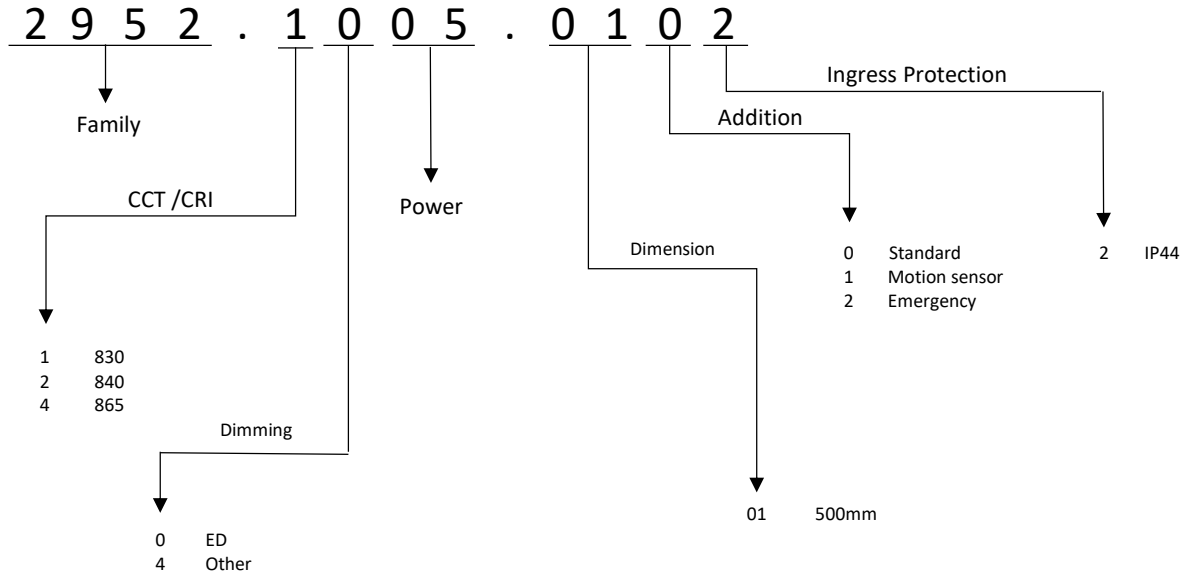 2 9 5 2 . 1 0 0 5 . 0 1 0 2
Ingress Protection
Addition
Family
CCT /CRI
Power
Dimension
0 Standard
1 Motion sensor
2 Emergency
2 IP44
1 830
2 840
4 865
Dimming
01 500mm
0 ED
4 Other